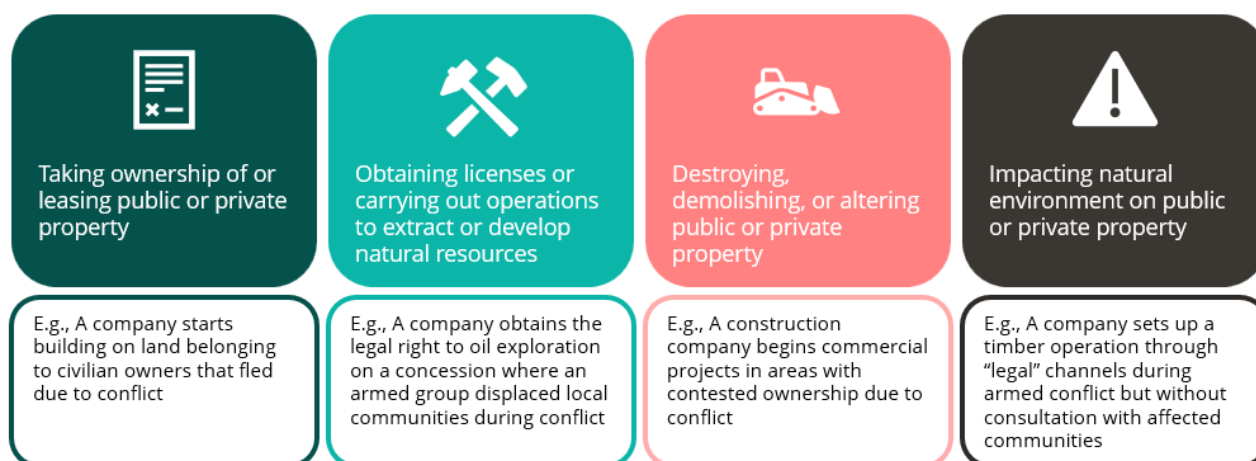 Taking ownership of or
leasing public or private
property
Obtaining licenses or
carrying out operations
to extract or develop
natural resources
Destroying,
demolishing, or altering
public or private
property
Impacting natural
environment on public
or private property
E.g., A company starts
building on land belonging
to civilian owners that fled
due to conflict
E.g., A company obtains the
legal right to oil exploration
on a concession where an
armed group displaced local
communities during conflict
E.g., A construction
company begins commercial
projects in areas with
contested ownership due to
conflict
E.g., A company sets up a
timber operation through
“legal” channels during
armed conflict but without
consultation with affected
communities